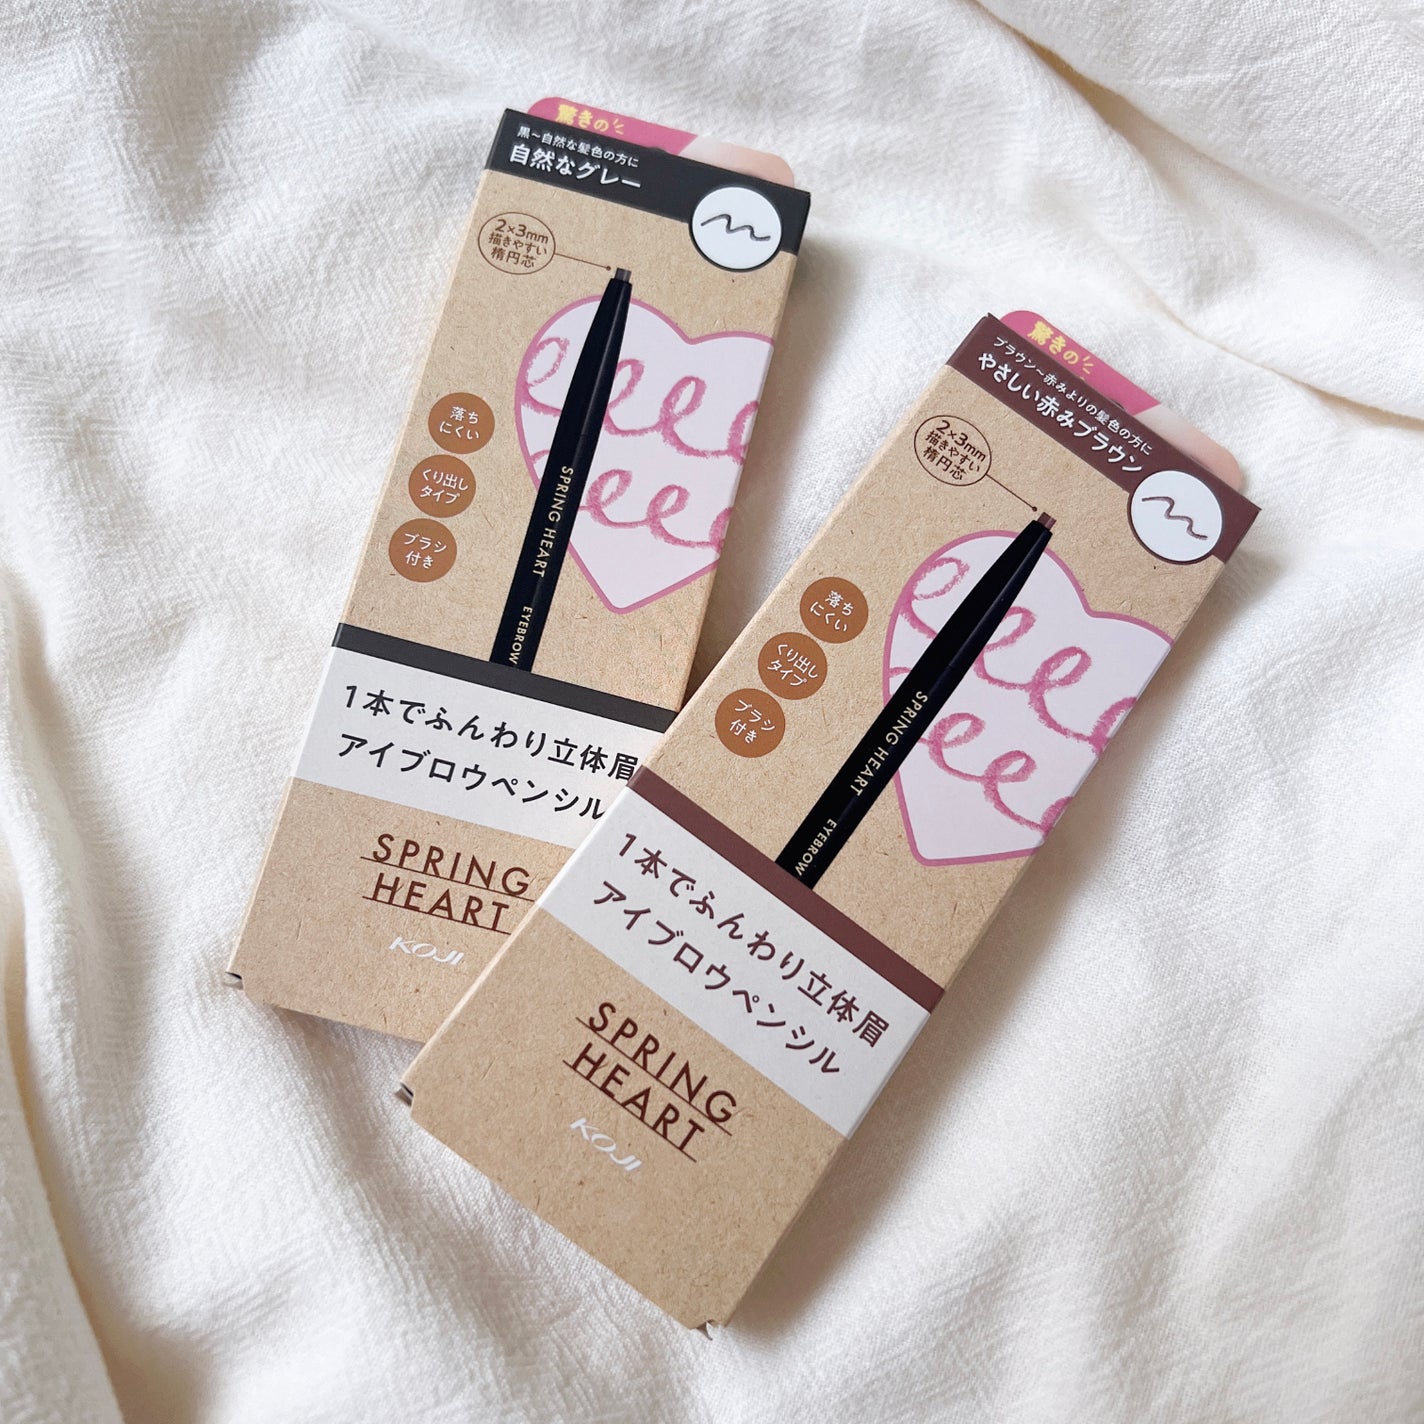 驚きの
黒~自然な髪色の方に
自然なグレー
2×3mm
描きやすい
楕円芯
落ち
にくい
くり出し
タイプ
ブラシ
付き
SPRING HEART EYEBROW
1本でふんわり立体眉
アイブロウペンシル
SPRING
HEART
KOJI
驚きの
ブラウン~赤みよりの髪色の方に
やさしい赤みブラウン
2×3mm
描きやすい
楕円芯
落ち
にくい
くり出し
タイプ
ブラシ
付き
SPRING HEART EYEBROW
1本でふんわり立体眉
アイブロウペンシル
SPRING
HEART
KOJI